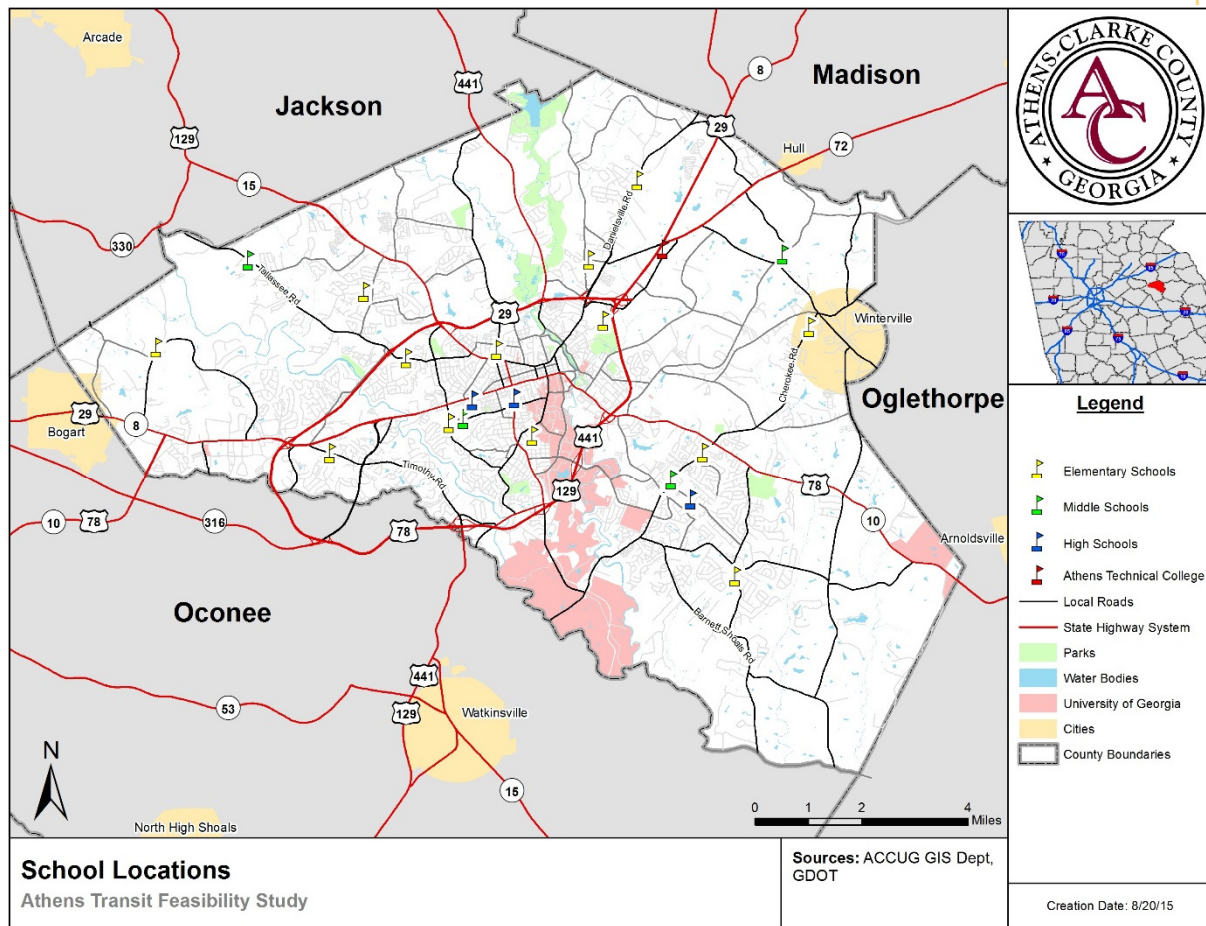 Arcade
Jackson
Madison
441
8
29
129
Hull
72
15
330
Tallassee Rd
Danielsville Rd
29
Winterville
Cherokee Rd
Oglethorpe
29
8
Bogart
441
Timothy Rd
129
78
10
78
316
78
10
Arnoldsville
Oconee
Barnett Shoals Rd
441
53
129
Watkinsville
15
North High Shoals
N
0 1 2 4
Miles
ATHENS-CLARKE COUNTY
AC
GEORGIA
Legend
Elementary Schools
Middle Schools
High Schools
Athens Technical College
Local Roads
State Highway System
Parks
Water Bodies
University of Georgia
Cities
County Boundaries
School Locations
Athens Transit Feasibility Study
Sources: ACCUG GIS Dept,
GDOT
Creation Date: 8/20/15